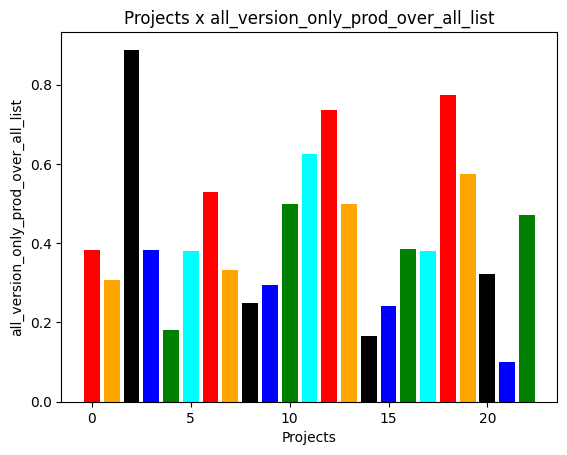 Projects x all_version_only_prod_over_all_list
all_version_only_prod_over_all_list
0.8
0.6
0.4
0.2
0.0
0 5 10 15 20
Projects